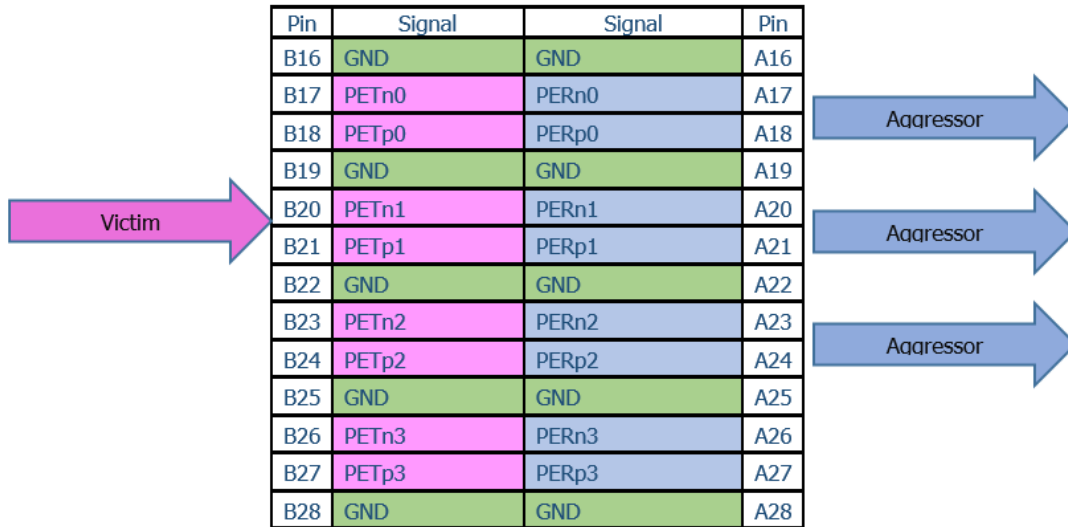 Pin Signal Signal Pin
B16 GND GND A16
B17 PETn0 PERn0 A17
B18 PETp0 PERp0 A18
B19 GND GND A19
B20 PETn1 PERn1 A20
B21 PETp1 PERp1 A21
B22 GND GND A22
B23 PETn2 PERn2 A23
B24 PETp2 PERp2 A24
B25 GND GND A25
B26 PETn3 PERn3 A26
B27 PETp3 PERp3 A27
B28 GND GND A28
Victim
Aggressor
Aggressor
Aggressor